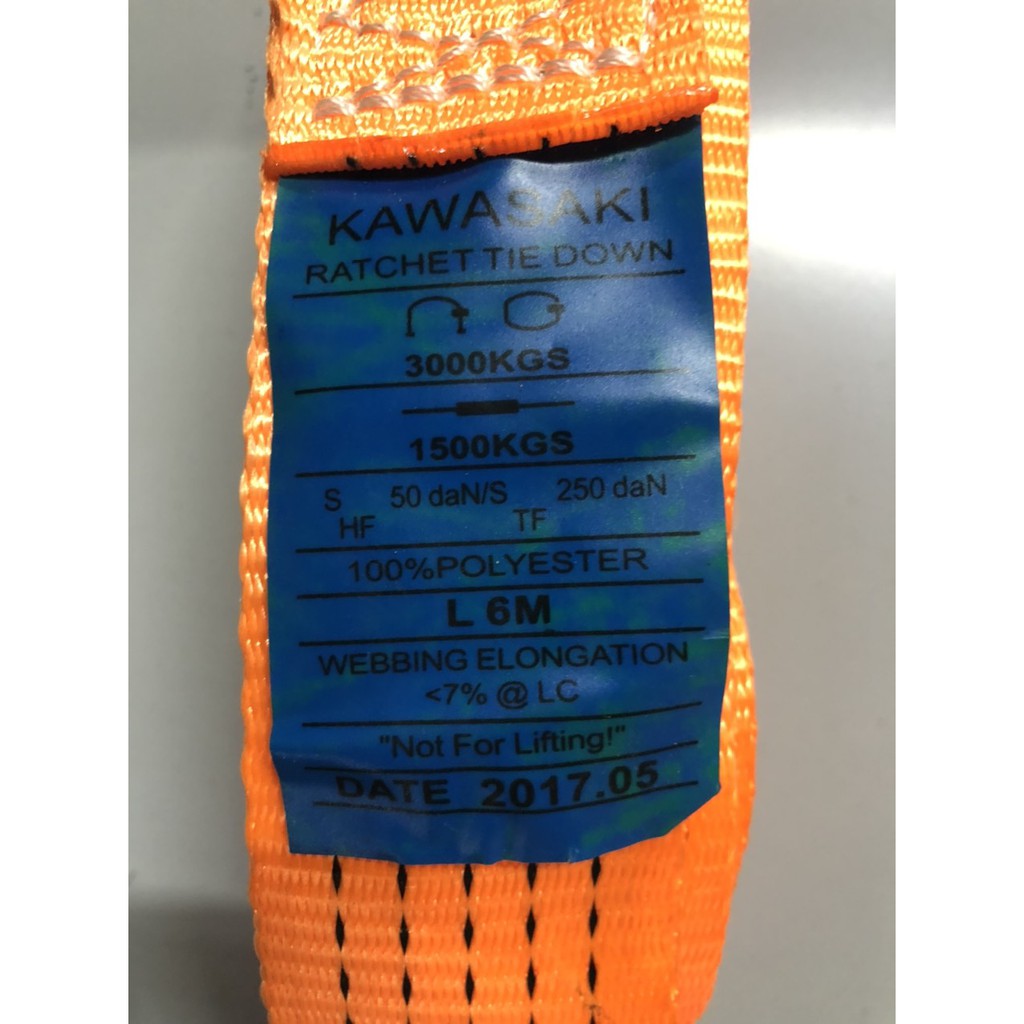 KAWASAKI
RATCHET TIE DOWN
3000KGS
1500KGS
S HF 50 daN/S TF 250 daN
100%POLYESTER
L 6M
WEBBING ELONGATION
<7% @ LC
"Not For Lifting!"
DATE 2017.05